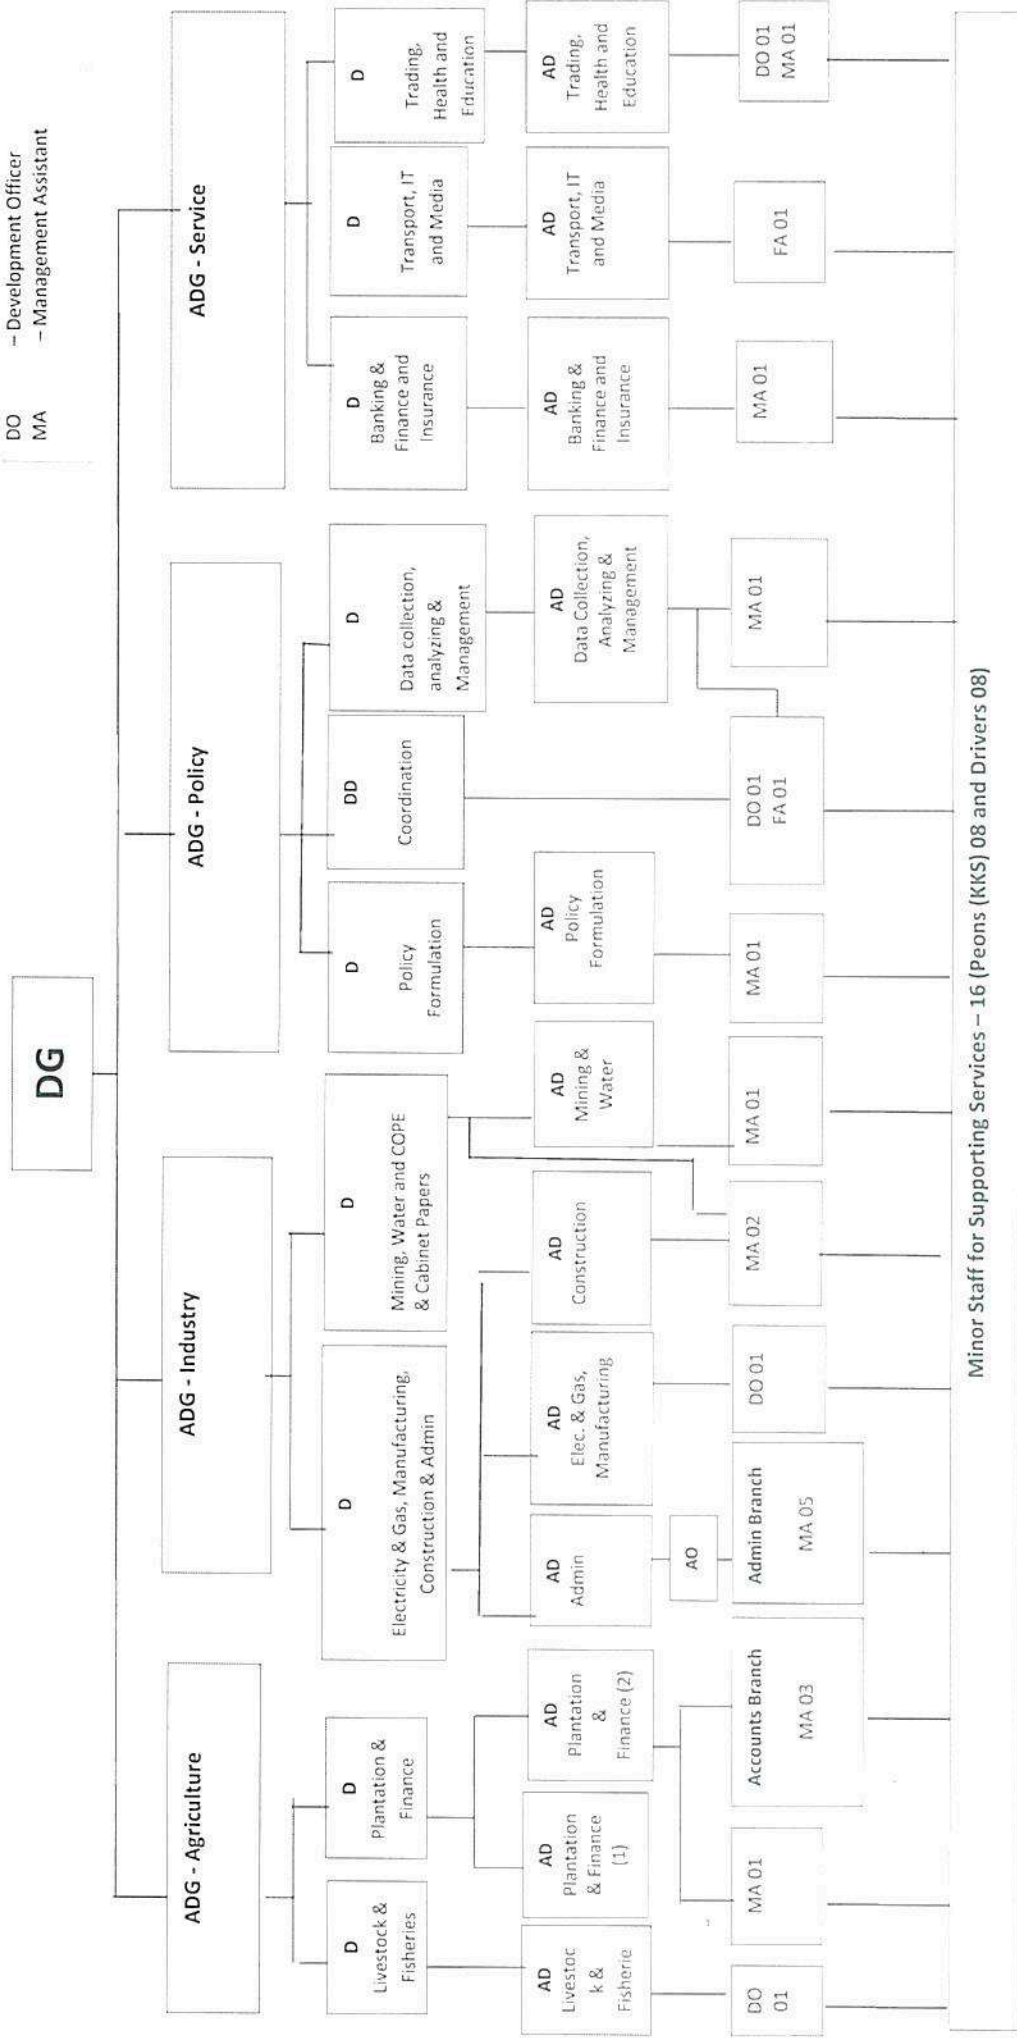 DO – Development Officer
MA – Management Assistant
DG
ADG - Agriculture
ADG - Industry
ADG - Policy
ADG - Service
D
Livestock &
Fisheries
D
Plantation &
Finance
D
Electricity & Gas, Manufacturing,
Construction & Admin
D
Mining, Water and COPE
& Cabinet Papers
D
Policy
Formulation
DD
Coordination
D
Data collection,
analyzing &
Management
D
Banking &
Finance and
Insurance
D
Transport, IT
and Media
D
Trading,
Health and
Education
AD
Livestoc
k &
Fisherie
AD
Plantation
& Finance
(1)
AD
Plantation
&
Finance (2)
AD
Admin
AD
Elec. & Gas,
Manufacturing
AD
Construction
AD
Mining &
Water
AD
Policy
Formulation
AD
Data Collection,
Analyzing &
Management
AD
Banking &
Finance and
Insurance
AD
Transport, IT
and Media
AD
Trading,
Health and
Education
AO
DO
01
MA 01
Accounts Branch
MA 03
Admin Branch
MA 05
DO 01
MA 02
MA 01
MA 01
DO 01
FA 01
MA 01
MA 01
FA 01
DO 01
MA 01
Minor Staff for Supporting Services – 16 (Peons (KKS) 08 and Drivers 08)